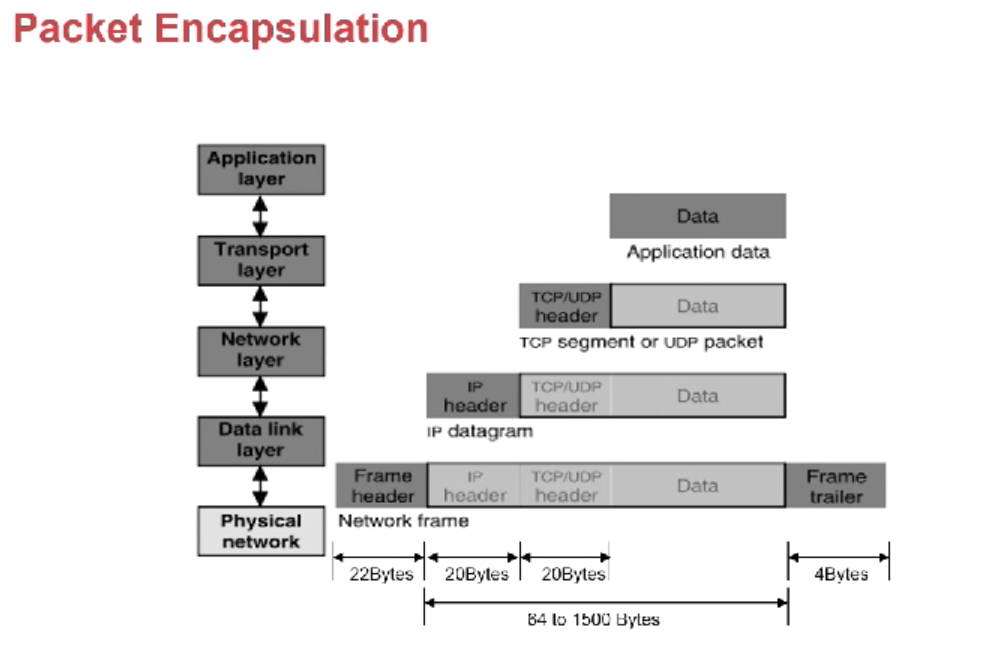 Packet Encapsulation
Application
layer
Data
Application data
Transport
layer
TCP/UDP
header
Data
TCP segment or UDP packet
Network
layer
IP
header
TCP/UDP
header
Data
IP datagram
Data link
layer
Frame
header
IP
header
TCP/UDP
header
Data
Frame
trailer
Network frame
Physical
network
22Bytes
20Bytes
20Bytes
4Bytes
64 to 1500 Bytes